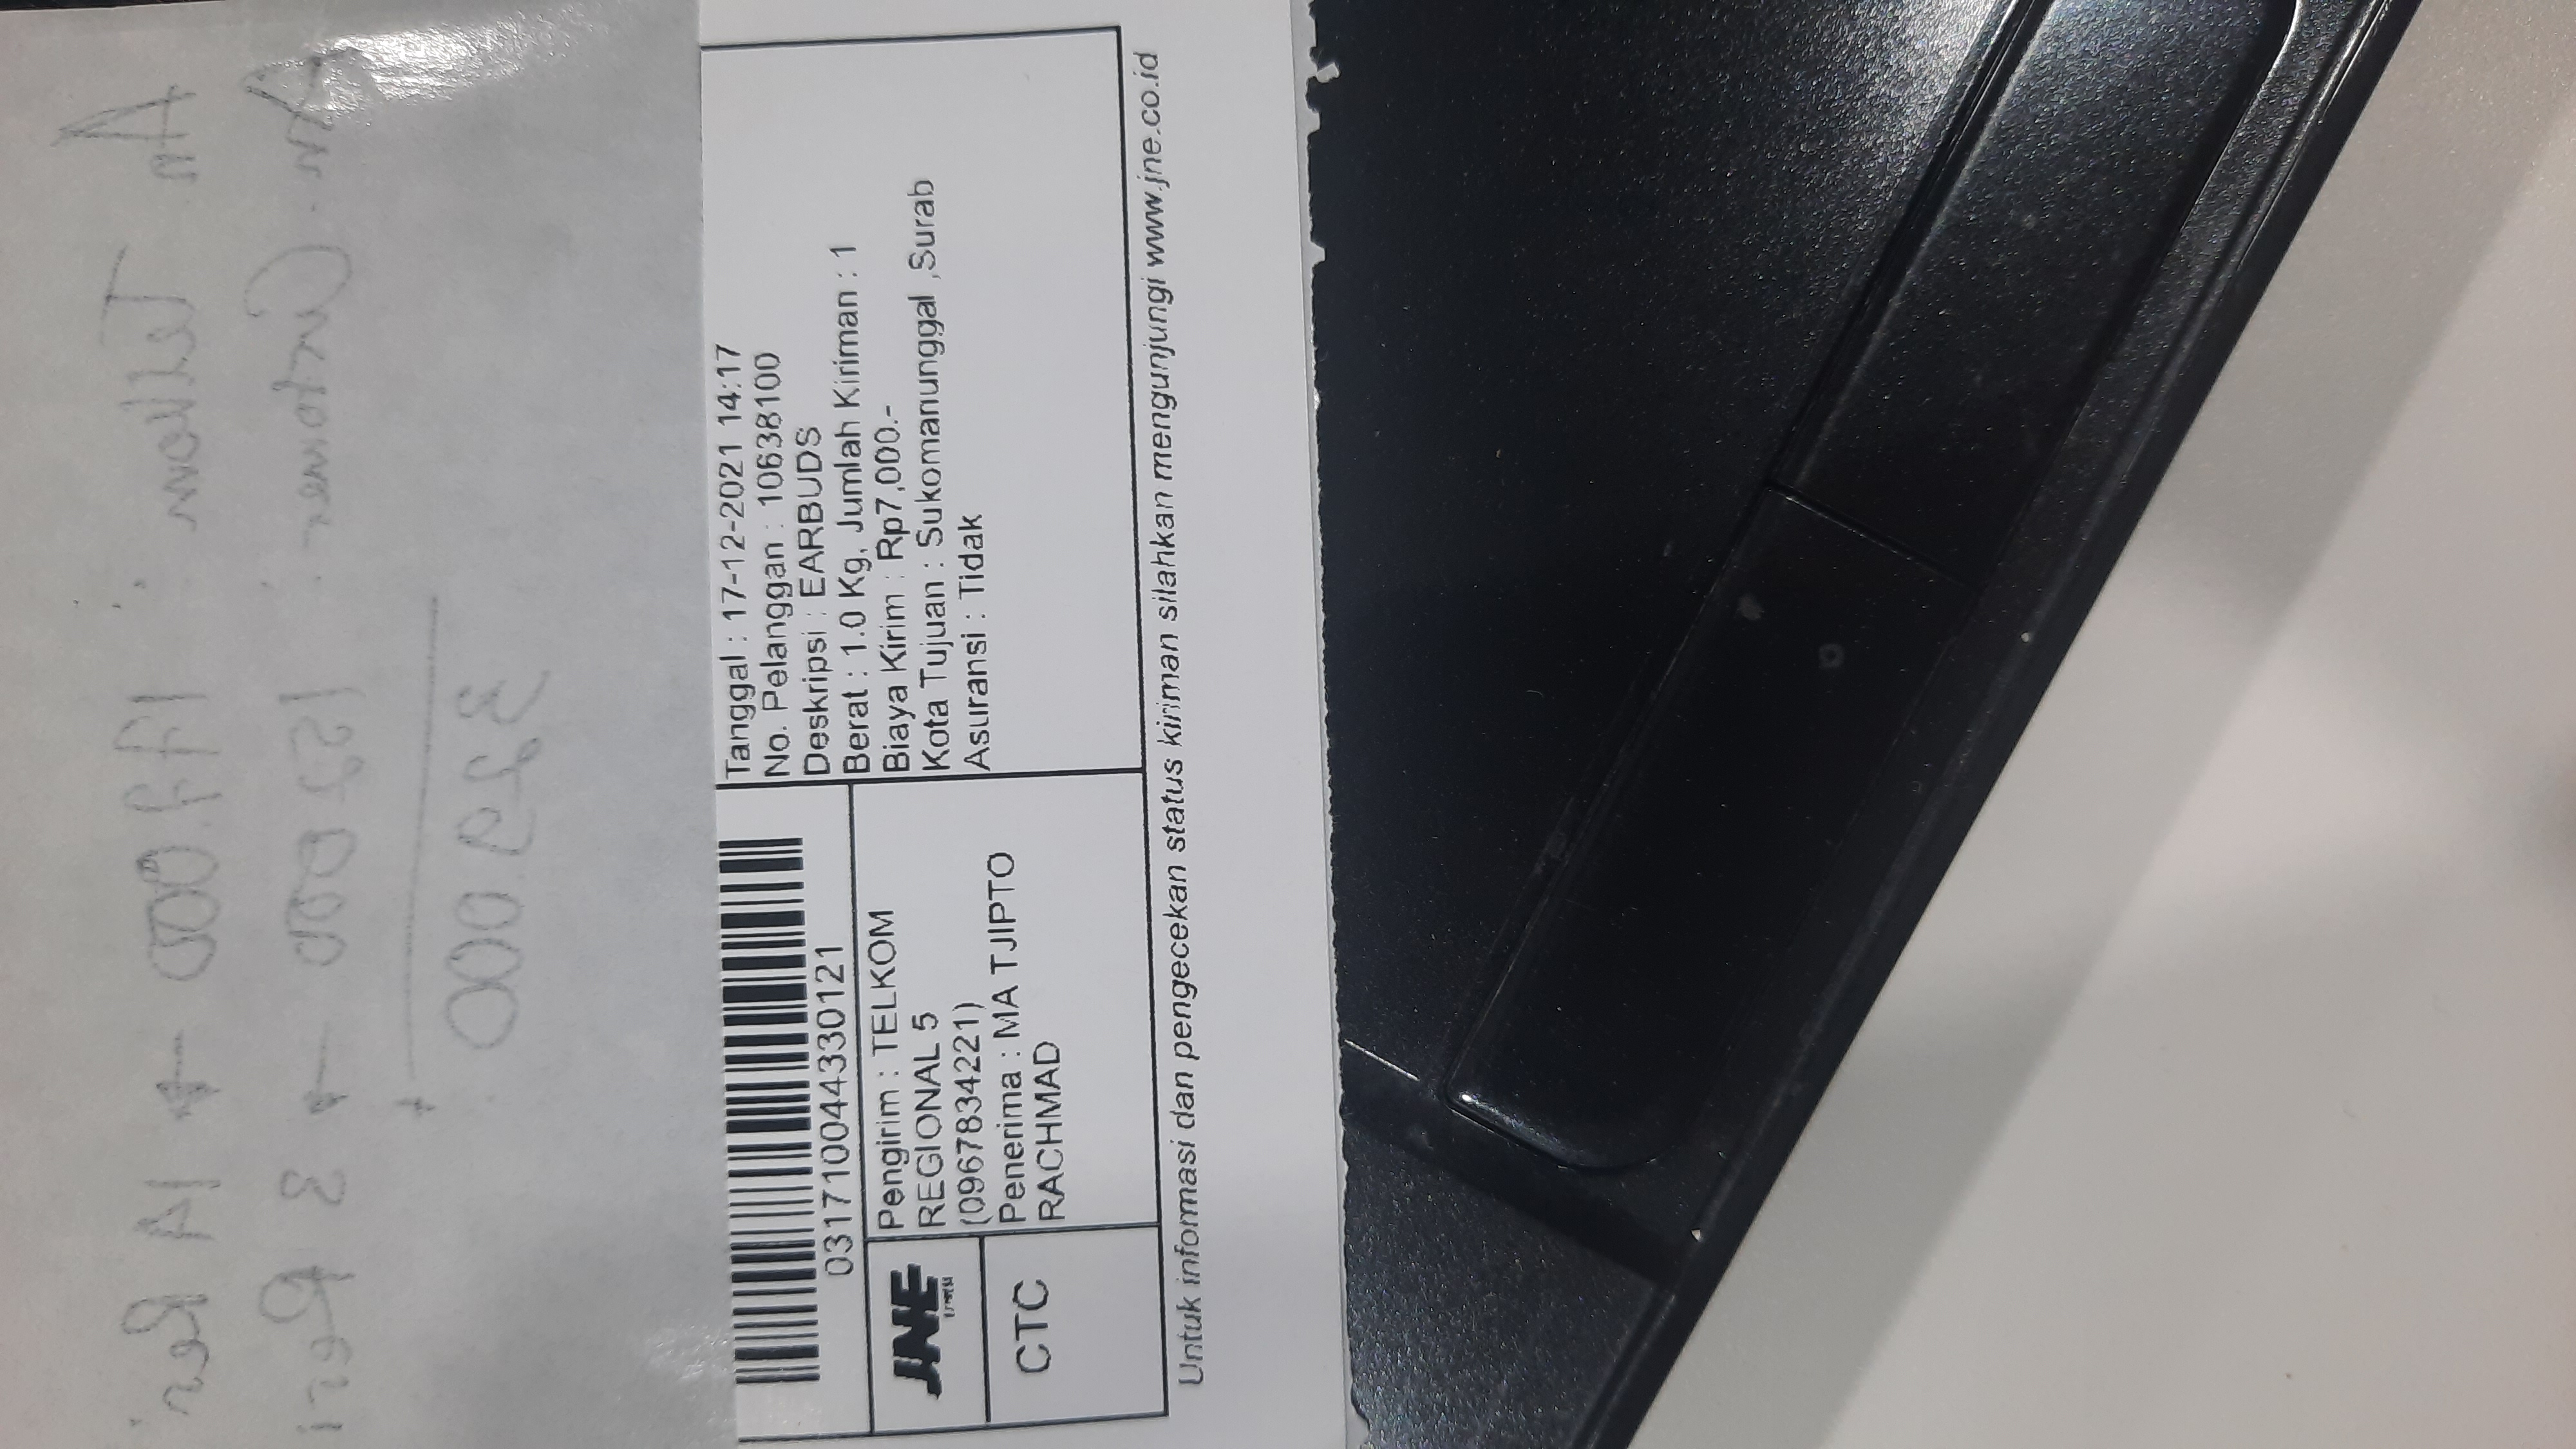 An Telkom : 177.000 → 14 Resi
An. Customer : 152.000 → 3 Resi
+
329.000
031710044330121
JNE
EXPRESS
CTC
Pengirim : TELKOM
REGIONAL 5
(0967834221)
Penerima : MA TJIPTO
RACHMAD
Tanggal : 17-12-2021 14:17
No. Pelanggan : 10638100
Deskripsi : EARBUDS
Berat : 1.0 Kg, Jumlah Kiriman : 1
Biaya Kirim : Rp7,000.-
Kota Tujuan : Sukomanunggal ,Surab
Asuransi : Tidak
Untuk informasi dan pengecekan status kiriman silahkan mengunjungi www.jne.co.id